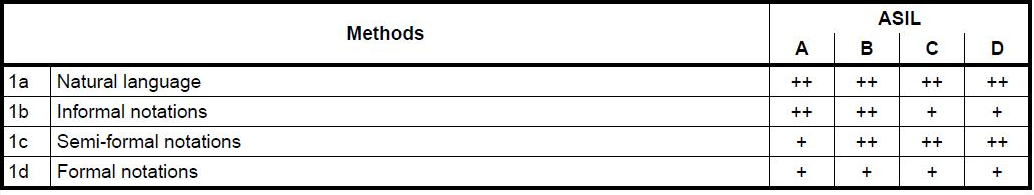 Methods ASIL
A B C D
1a Natural language ++ ++ ++ ++
1b Informal notations ++ ++ + +
1c Semi-formal notations + ++ ++ ++
1d Formal notations + + + +